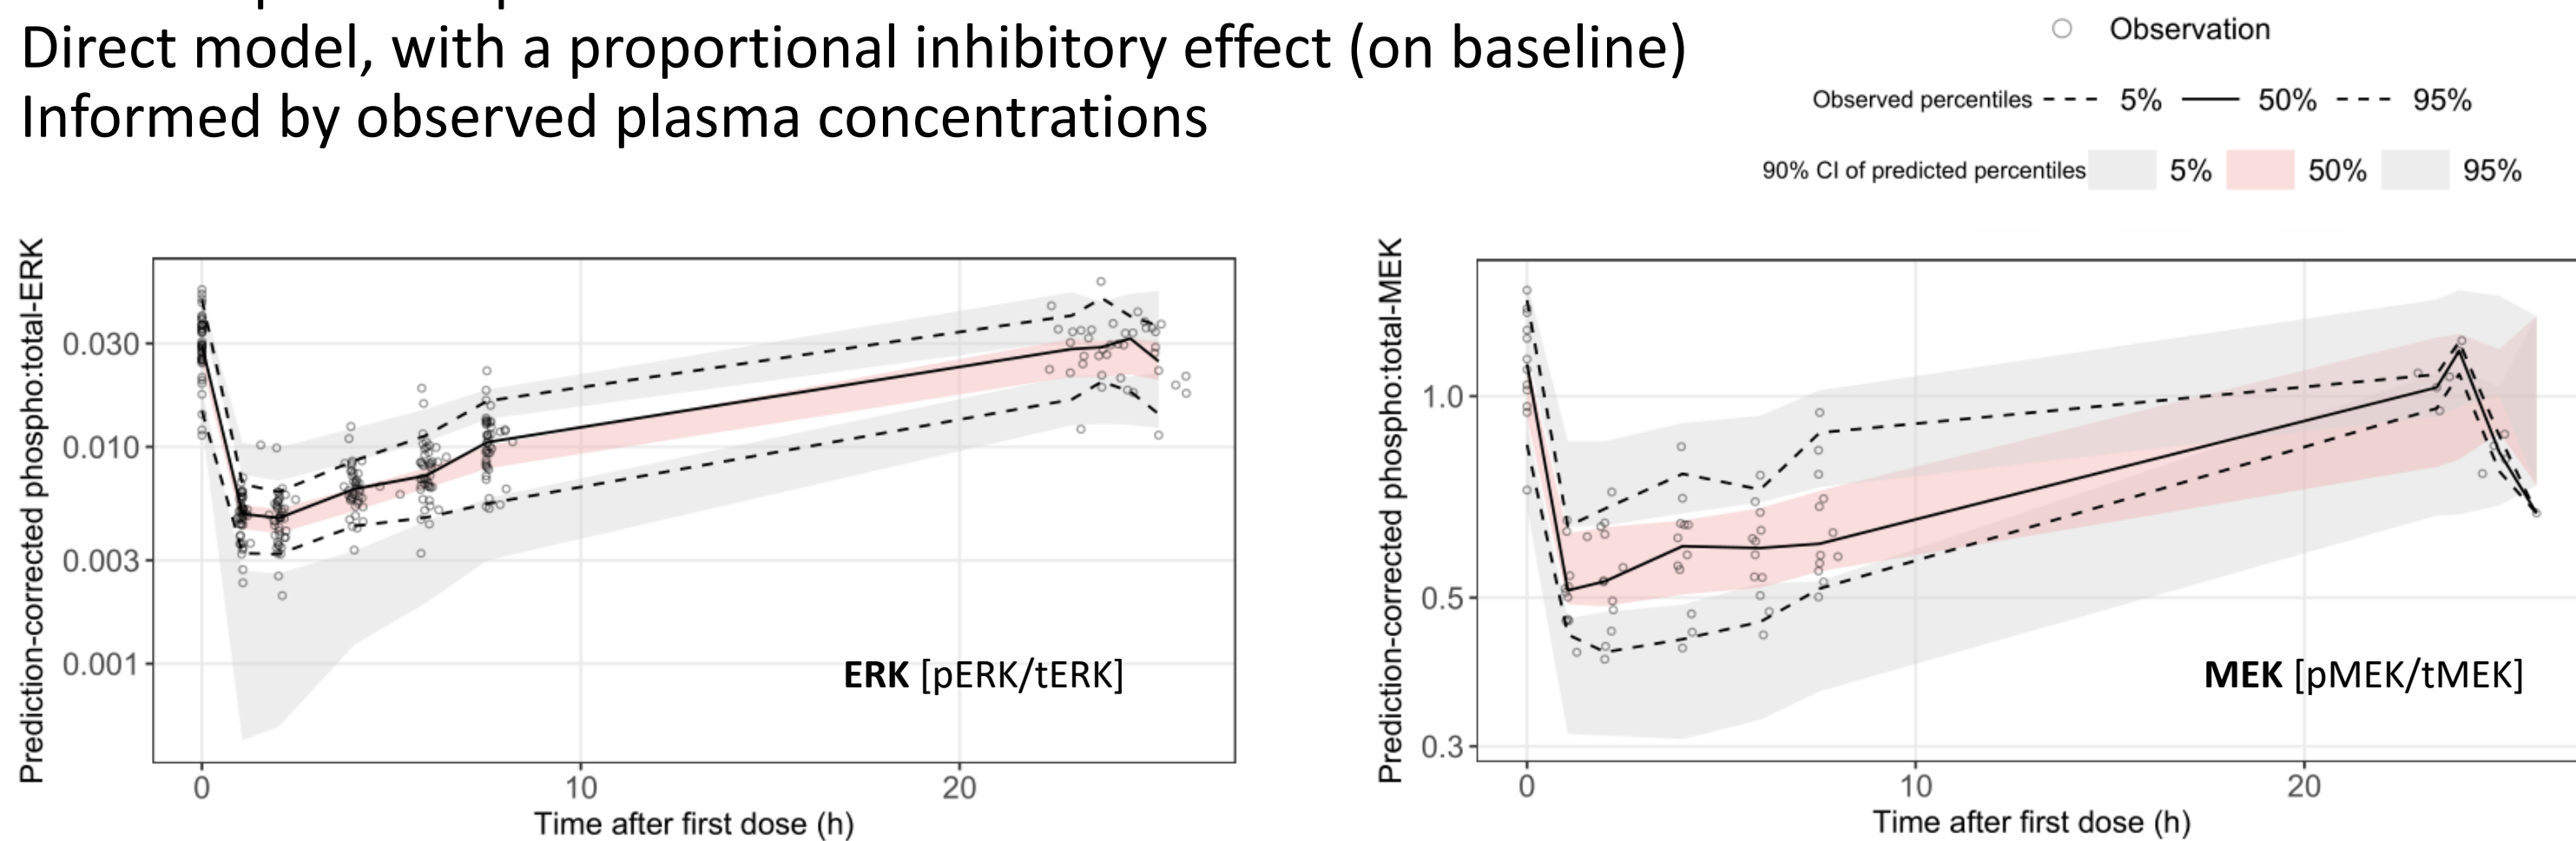 Direct model, with a proportional inhibitory effect (on baseline)
Informed by observed plasma concentrations
Observation
Observed percentiles 5% 50% 95%
90% CI of predicted percentiles 5% 50% 95%
Prediction-corrected phospho:total-ERK
0.030
0.010
0.003
0.001
ERK [pERK/tERK]
0 10 20
Time after first dose (h)
Prediction-corrected phospho:total-MEK
1.0
0.5
0.3
MEK [pMEK/tMEK]
0 10 20
Time after first dose (h)